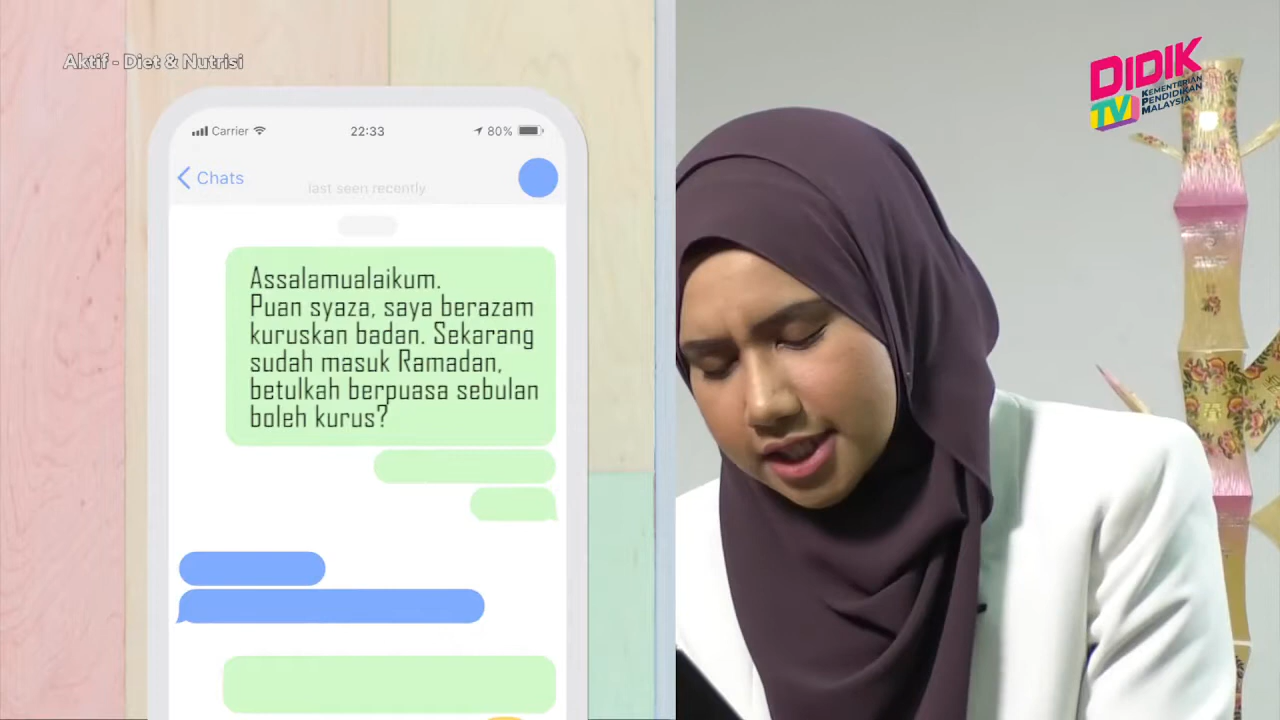 Aktif - Diet & Nutrisi
DIDIK
TV
KEMENTERIAN
PENDIDIKAN
MALAYSIA
Carrier
22:33
80%
Chats
last seen recently
Assalamualaikum.
Puan syaza, saya berazam
kuruskan badan. Sekarang
sudah masuk Ramadan,
betulkah berpuasa sebulan
boleh kurus?